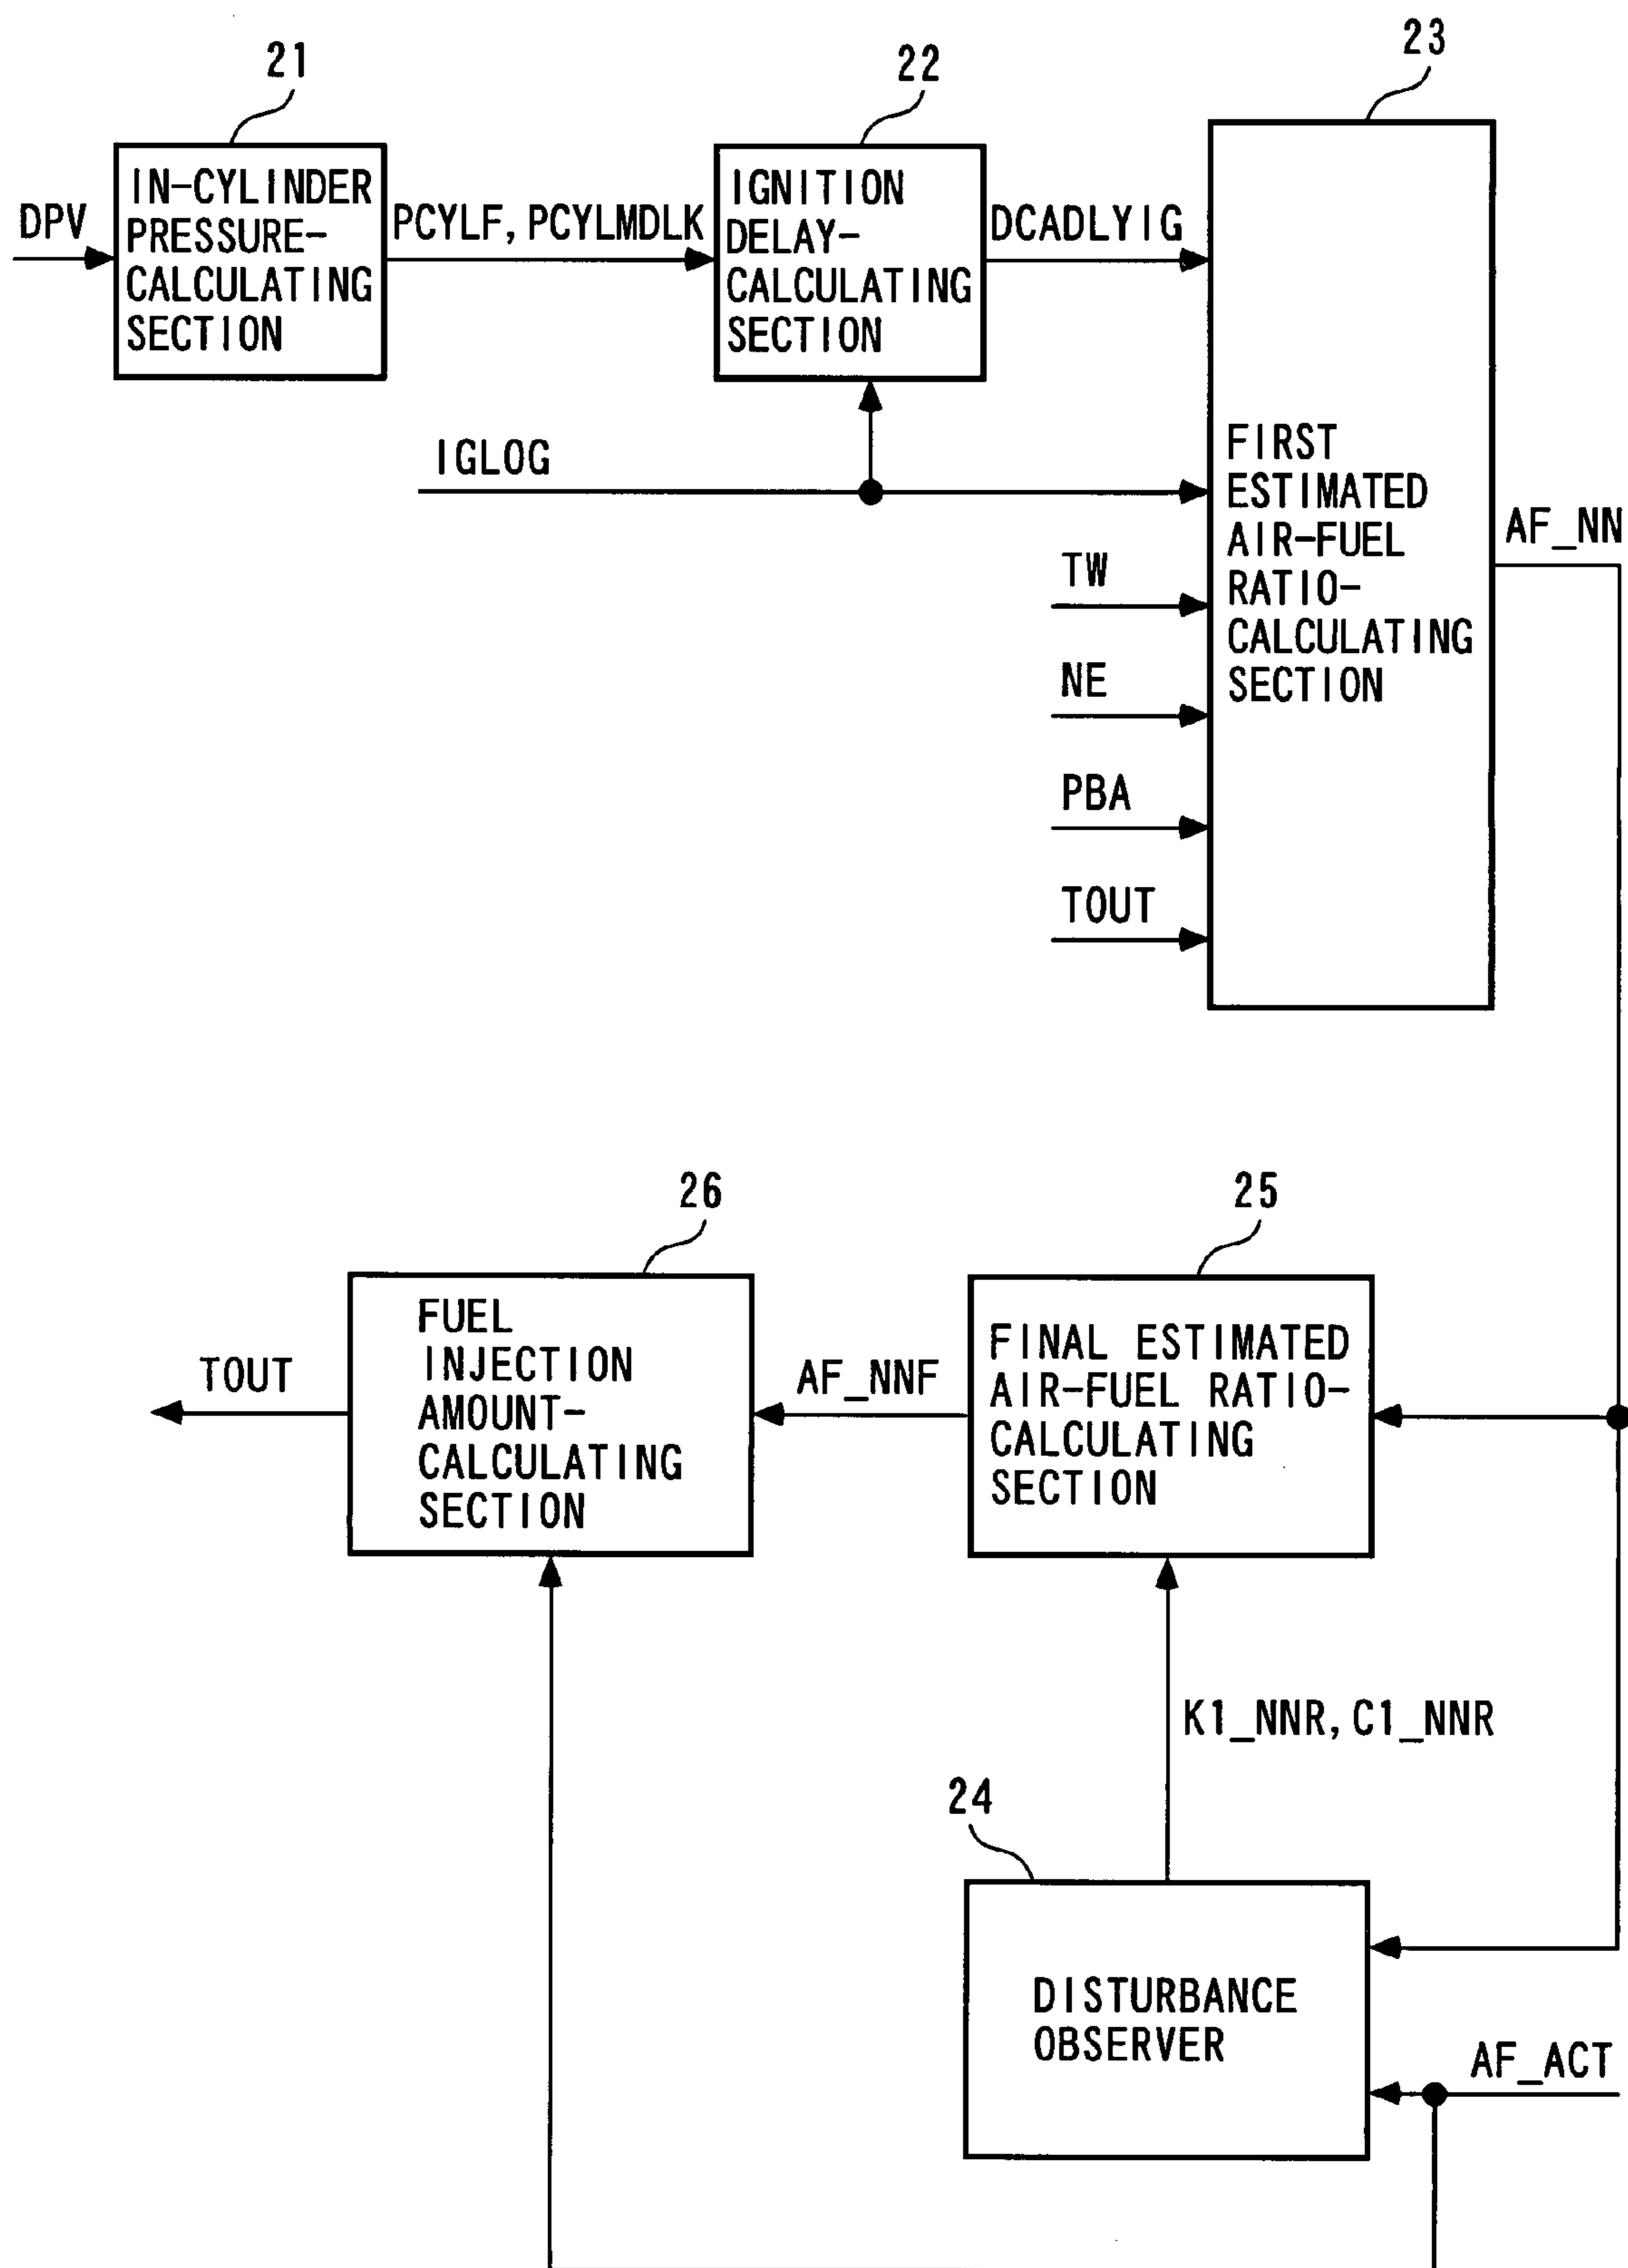 21
22
23
DPV
IN-CYLINDER
PRESSURE-
CALCULATING
SECTION
PCYLF, PCYLMDLK
IGNITION
DELAY-
CALCULATING
SECTION
DCADLYIG
IGLOG
TW
NE
PBA
TOUT
FIRST
ESTIMATED
AIR-FUEL
RATIO-
CALCULATING
SECTION
AF_NN
26
25
TOUT
FUEL
INJECTION
AMOUNT-
CALCULATING
SECTION
AF_NNF
FINAL ESTIMATED
AIR-FUEL RATIO-
CALCULATING
SECTION
K1_NNR, C1_NNR
24
DISTURBANCE
OBSERVER
AF_ACT